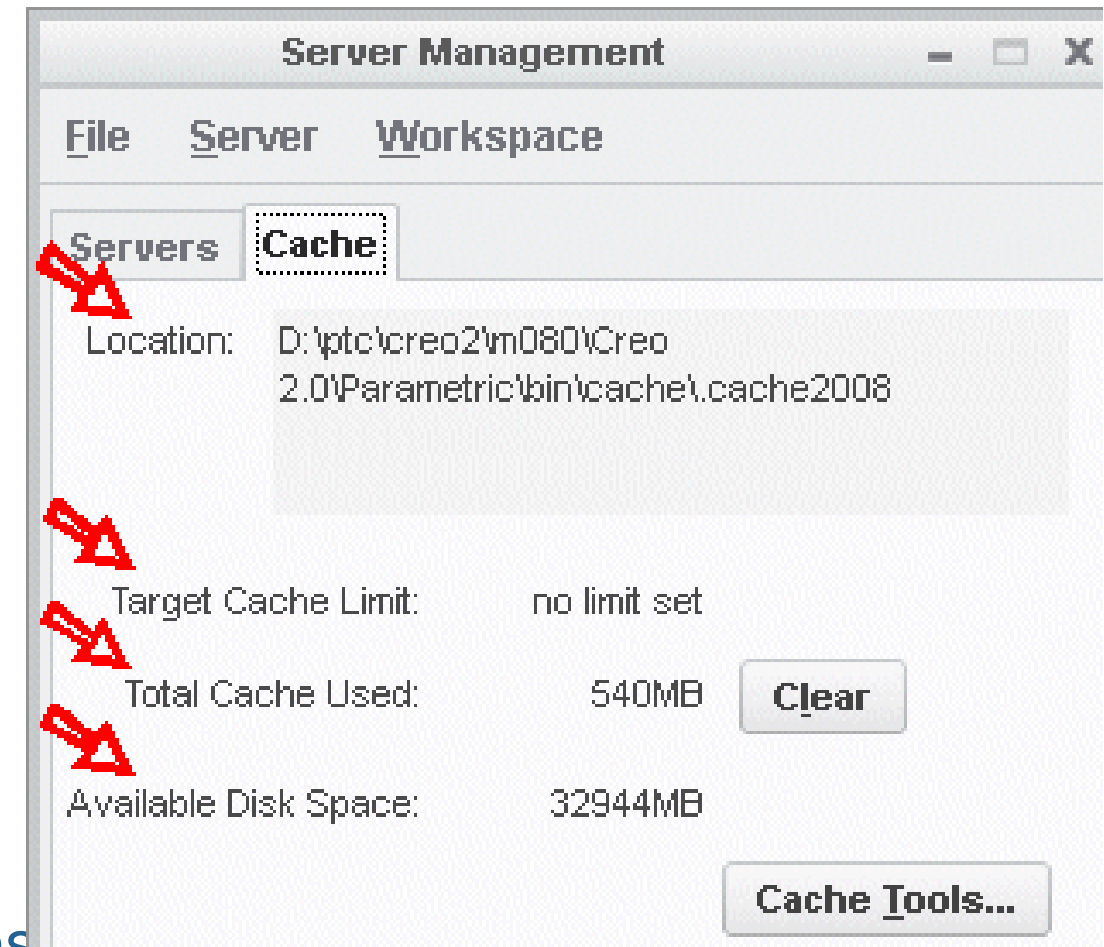 Server Management
File Server Workspace
Servers Cache
Location: D:\ptc\creo2\m080\Creo
2.0\Parametric\bin\cache\.cache2008
Target Cache Limit: no limit set
Total Cache Used: 540MB Clear
Available Disk Space: 32944MB
Cache Tools...